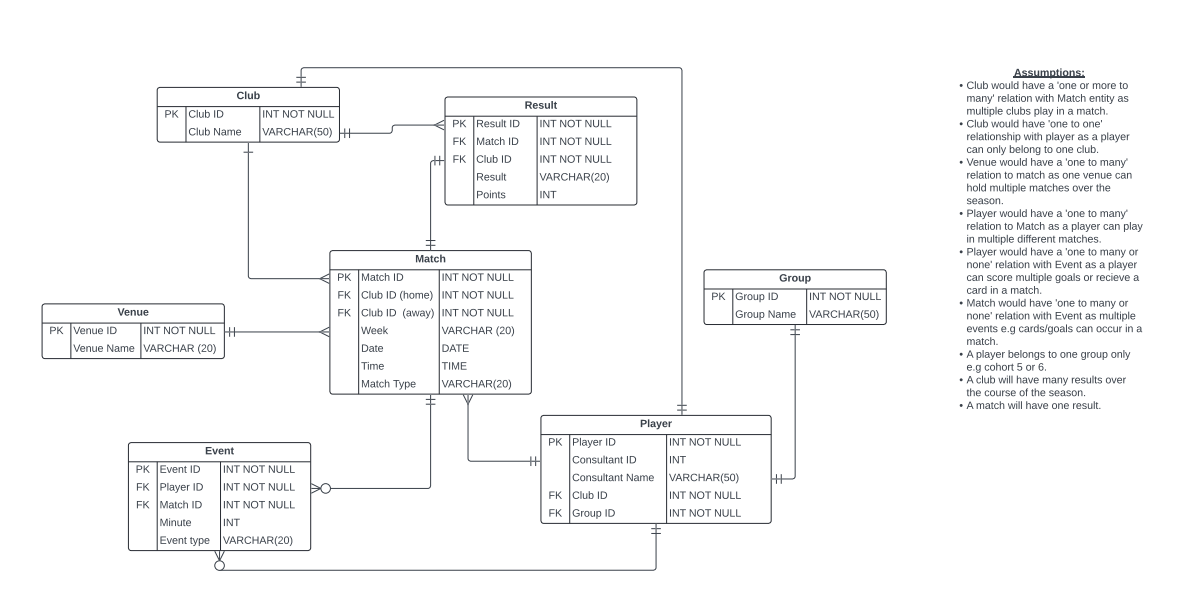 Club
PK Club ID INT NOT NULL
Club Name VARCHAR(50)
Result
PK Result ID INT NOT NULL
FK Match ID INT NOT NULL
FK Club ID INT NOT NULL
Result VARCHAR(20)
Points INT
Match
PK Match ID INT NOT NULL
FK Club ID (home) INT NOT NULL
FK Club ID (away) INT NOT NULL
Week VARCHAR (20)
Date DATE
Time TIME
Match Type VARCHAR(20)
Venue
PK Venue ID INT NOT NULL
Venue Name VARCHAR (20)
Group
PK Group ID INT NOT NULL
Group Name VARCHAR(50)
Event
PK Event ID INT NOT NULL
FK Player ID INT NOT NULL
FK Match ID INT NOT NULL
Minute INT
Event type VARCHAR(20)
Player
PK Player ID INT NOT NULL
Consultant ID INT
Consultant Name VARCHAR(50)
FK Club ID INT NOT NULL
FK Group ID INT NOT NULL
Assumptions:
• Club would have a 'one or more to
many' relation with Match entity as
multiple clubs play in a match.
• Club would have 'one to one'
relationship with player as a player
can only belong to one club.
• Venue would have a 'one to many'
relation to match as one venue can
hold multiple matches over the
season.
• Player would have a 'one to many'
relation to Match as a player can play
in multiple different matches.
• Player would have a 'one to many or
none' relation with Event as a player
can score multiple goals or recieve a
card in a match.
• Match would have 'one to many or
none' relation with Event as multiple
events e.g cards/goals can occur in a
match.
• A player belongs to one group only
e.g cohort 5 or 6.
• A club will have many results over
the course of the season.
• A match will have one result.